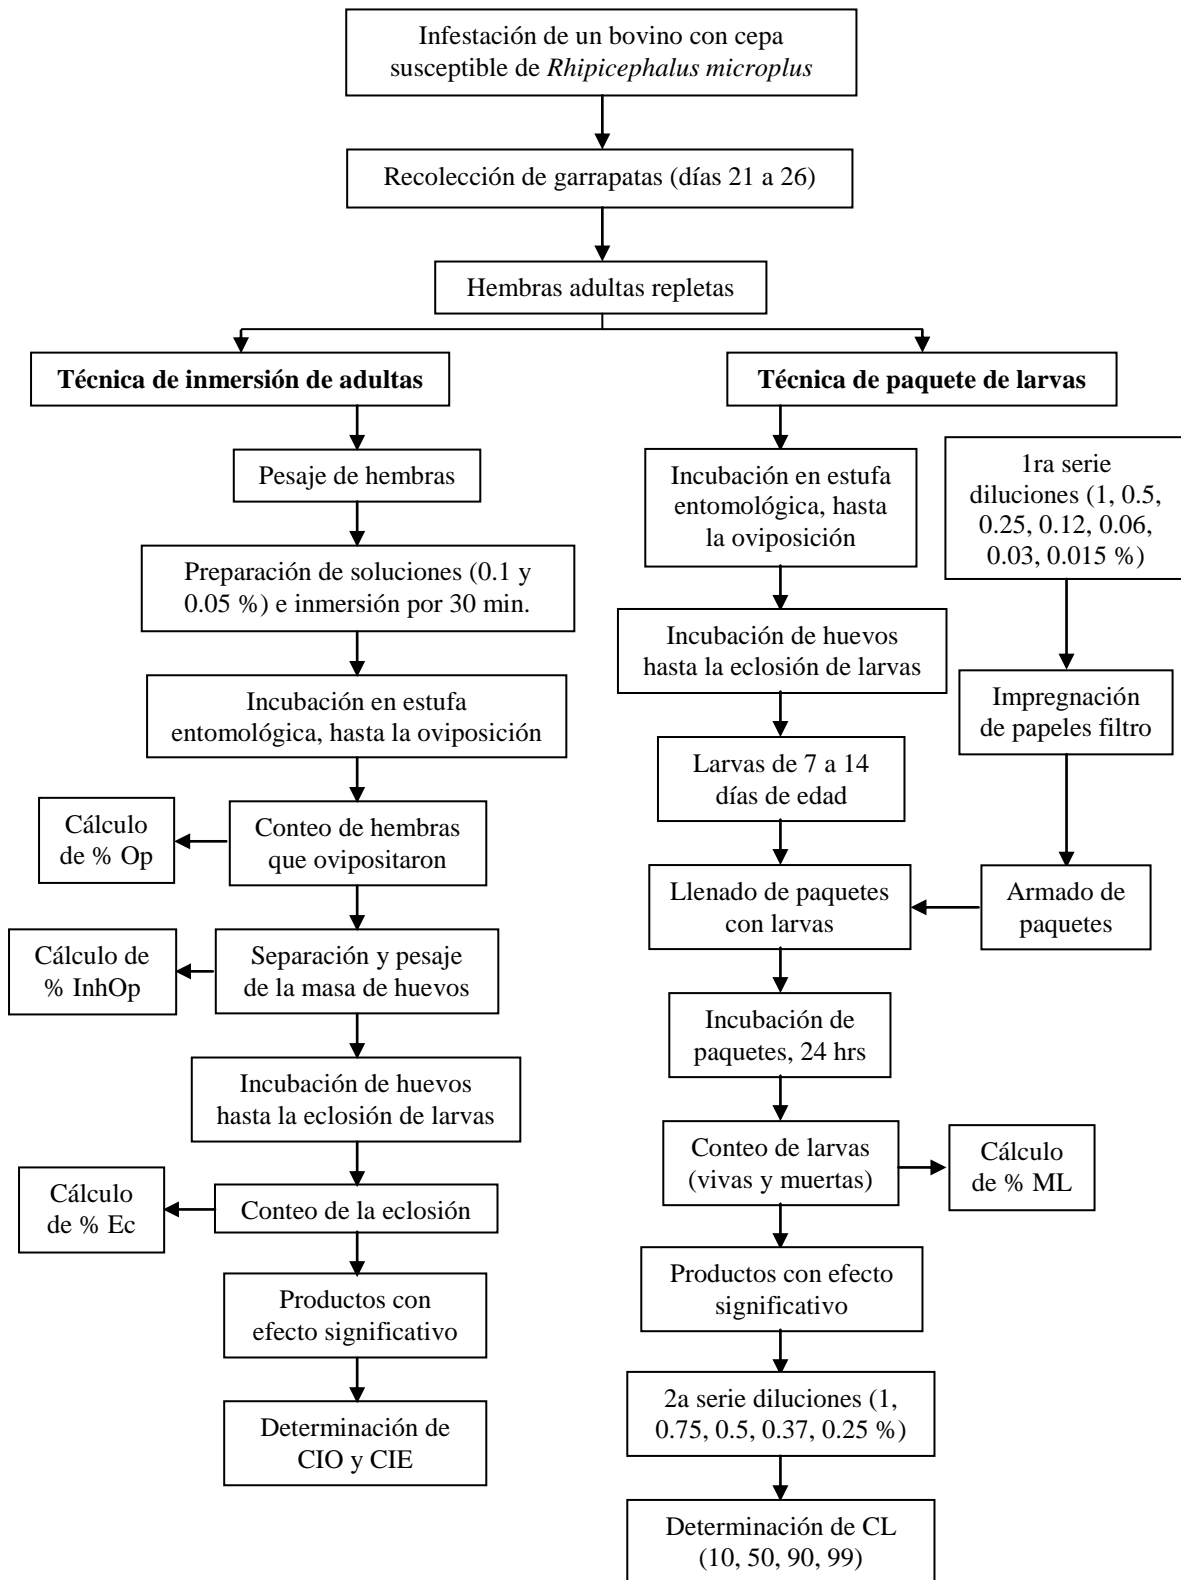 Infestación de un bovino con cepa
susceptible de Rhipicephalus microplus
Recolección de garrapatas (días 21 a 26)
Hembras adultas repletas
Técnica de inmersión de adultas
Pesaje de hembras
Preparación de soluciones (0.1 y
0.05 %) e inmersión por 30 min.
Incubación en estufa
entomológica, hasta la oviposición
Conteo de hembras
que ovipositaron
Cálculo
de % Op
Separación y pesaje
de la masa de huevos
Cálculo de
% InhOp
Incubación de huevos
hasta la eclosión de larvas
Conteo de la eclosión
Cálculo
de % Ec
Productos con
efecto significativo
Determinación de
CIO y CIE
Técnica de paquete de larvas
Incubación en estufa
entomológica, hasta
la oviposición
Incubación de huevos
hasta la eclosión de larvas
Larvas de 7 a 14
días de edad
1ra serie
diluciones (1, 0.5,
0.25, 0.12, 0.06,
0.03, 0.015 %)
Impregnación
de papeles filtro
Armado de
paquetes
Llenado de paquetes
con larvas
Incubación de
paquetes, 24 hrs
Conteo de larvas
(vivas y muertas)
Cálculo
de % ML
Productos con efecto
significativo
2a serie diluciones (1,
0.75, 0.5, 0.37, 0.25 %)
Determinación de CL
(10, 50, 90, 99)